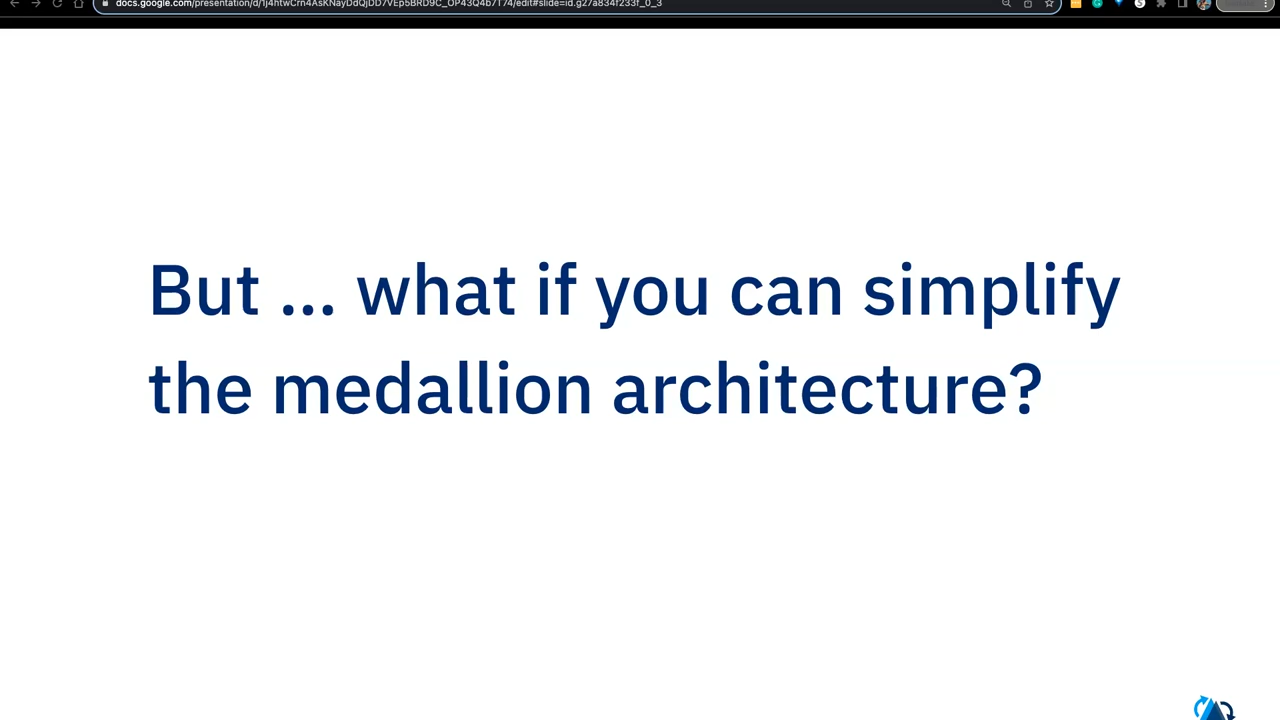 But ... what if you can simplify
the medallion architecture?